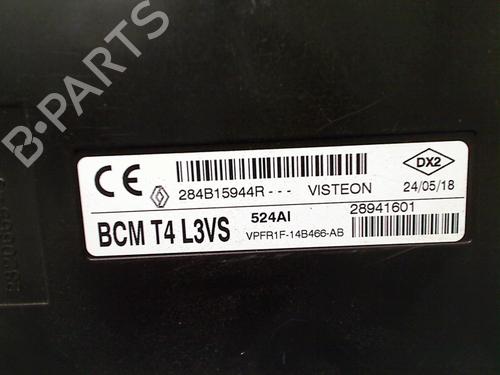 B-PARTS
CE
284B15944R--- VISTEON
DX2
24/05/18
BCM T4 L3VS
524AI
VPFR1F-14B466-AB
28941601